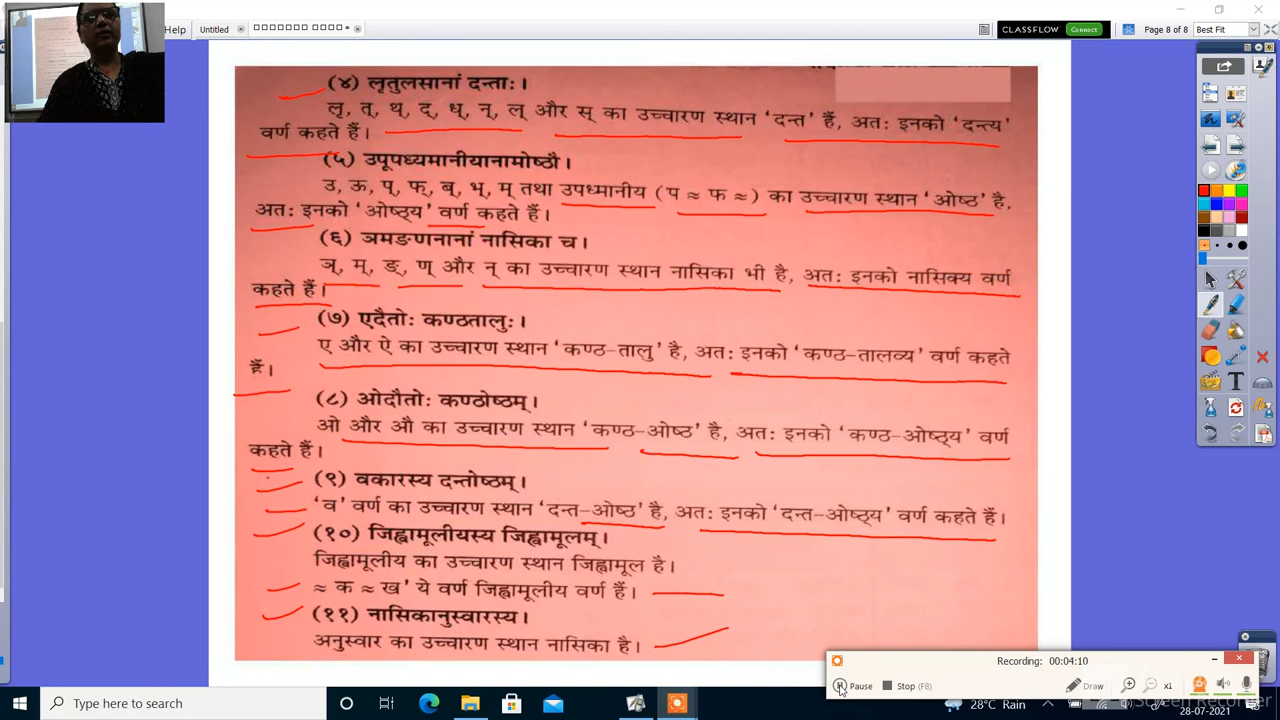 Help Untitled CLASSFLOW Connect Page 8 of 8 Best Fit
(४) लृतुलसानां दन्ताः।
लृ, त्, थ्, द्, ध्, न्, ल् और स् का उच्चारण स्थान ‘दन्त’ हैं, अतः इनको ‘दन्त्य’
वर्ण कहते हैं।
(५) उपूपध्यमानीयानामोष्ठौ।
उ, ऊ, प्, फ्, ब्, भ्, म् तथा उपध्मानीय (प ≈ फ ≈) का उच्चारण स्थान ‘ओष्ठ’ है,
अतः इनको ‘ओष्ठ्य’ वर्ण कहते हैं।
(६) ञमङणनानां नासिका च।
ञ्, म्, ङ्, ण् और न् का उच्चारण स्थान नासिका भी है, अतः इनको नासिक्य वर्ण
कहते हैं।
(७) एदैतोः कण्ठतालुः।
ए और ऐ का उच्चारण स्थान ‘कण्ठ-तालु’ है, अतः इनको ‘कण्ठ-तालव्य’ वर्ण कहते
हैं।
(८) ओदौतोः कण्ठोष्ठम्।
ओ और औ का उच्चारण स्थान ‘कण्ठ-ओष्ठ’ है, अतः इनको ‘कण्ठ-ओष्ठ्य’ वर्ण
कहते हैं।
(९) वकारस्य दन्तोष्ठम्।
‘व’ वर्ण का उच्चारण स्थान ‘दन्त-ओष्ठ’ है, अतः इनको ‘दन्त-ओष्ठ्य’ वर्ण कहते हैं।
(१०) जिह्वामूलीयस्य जिह्वामूलम्।
जिह्वामूलीय का उच्चारण स्थान जिह्वामूल है।
≈ क ≈ ख’ ये वर्ण जिह्वामूलीय वर्ण हैं।
(११) नासिकानुस्वारस्य।
अनुस्वार का उच्चारण स्थान नासिका है।
Recording: 00:04:10
Pause Stop (F8) Draw x1
Type here to search 28°C Rain
28-07-2021